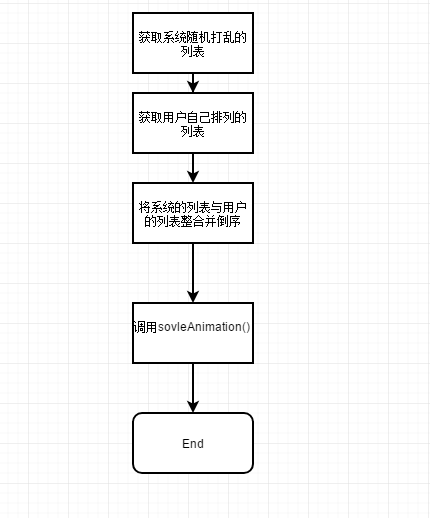 获取系统随机打乱的
列表
获取用户自己排列的
列表
将系统的列表与用户
的列表整合并倒序
调用sovleAnimation()
End